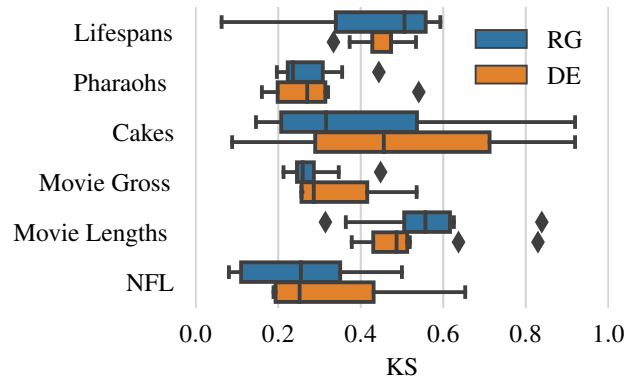 Lifespans
Pharaohs
Cakes
Movie Gross
Movie Lengths
NFL
RG
DE
0.0 0.2 0.4 0.6 0.8 1.0
KS